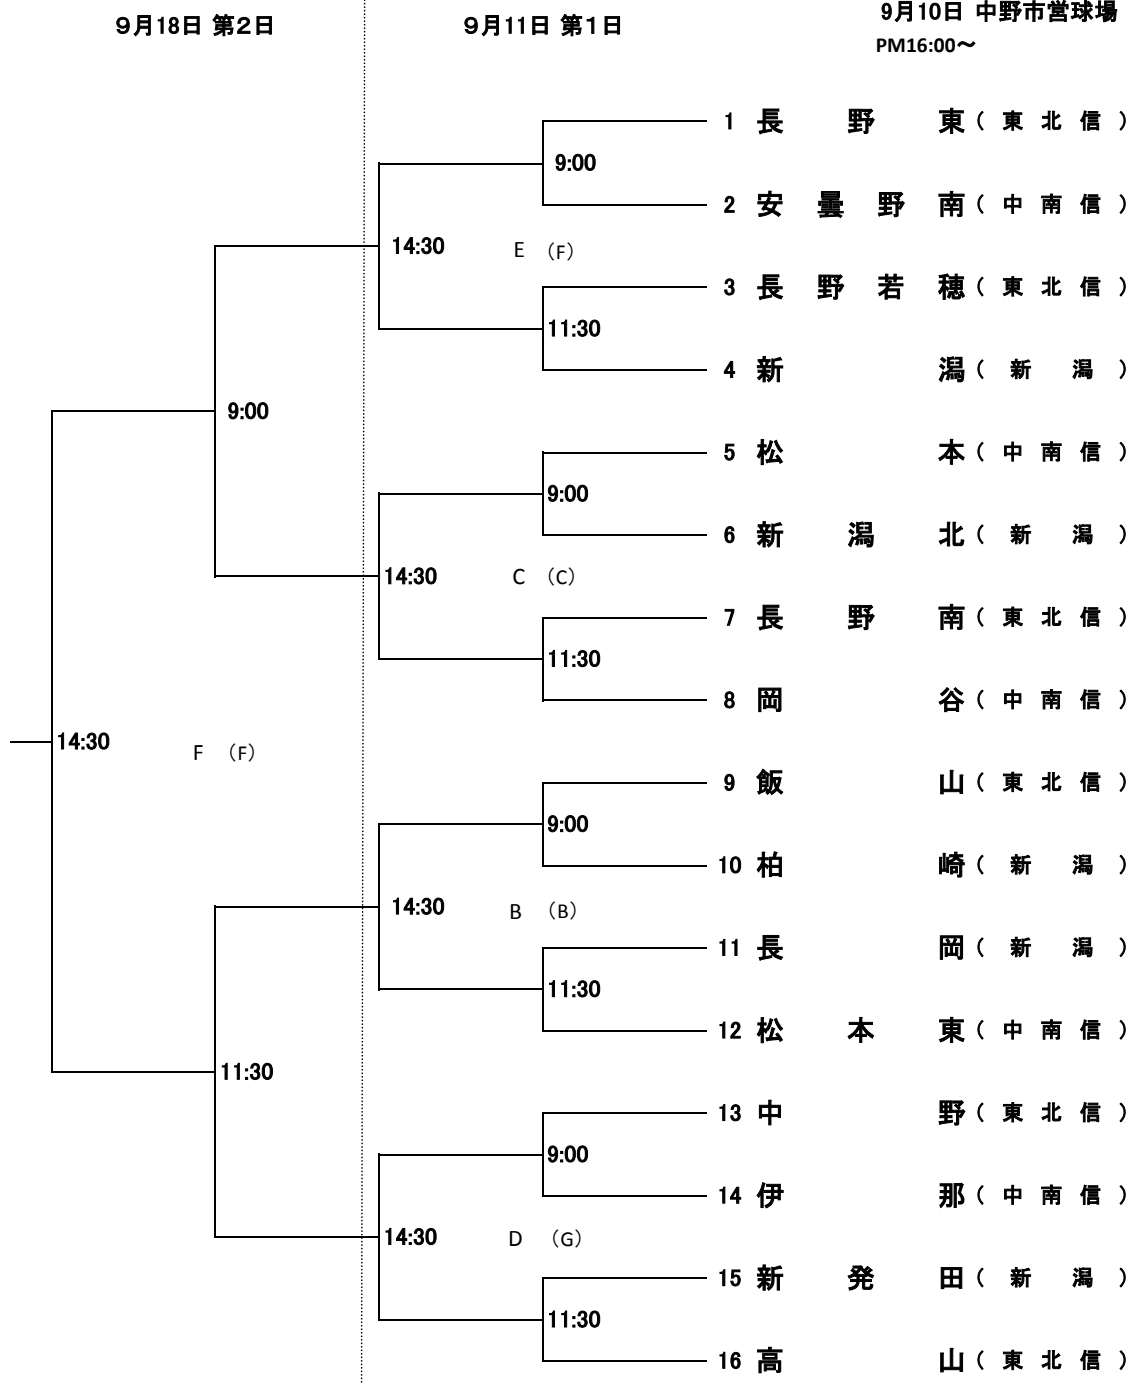 9月18日 第2日 9月11日 第1日 9月10日 中野市営球場
PM16:00～
1 長野東(東北信)
9:00
2 安曇野南(中南信)
14:30 E （F）
3 長野若穂(東北信)
11:30
4 新潟(新潟)
9:00
5 松本(中南信)
9:00
6 新潟北(新潟)
14:30 C （C）
7 長野南(東北信)
11:30
8 岡谷(中南信)
14:30 F （F）
9 飯山(東北信)
9:00
10 柏崎(新潟)
14:30 B （B）
11 長岡(新潟)
11:30
12 松本東(中南信)
11:30
13 中野(東北信)
9:00
14 伊那(中南信)
14:30 D （G）
15 新発田(新潟)
11:30
16 高山(東北信)